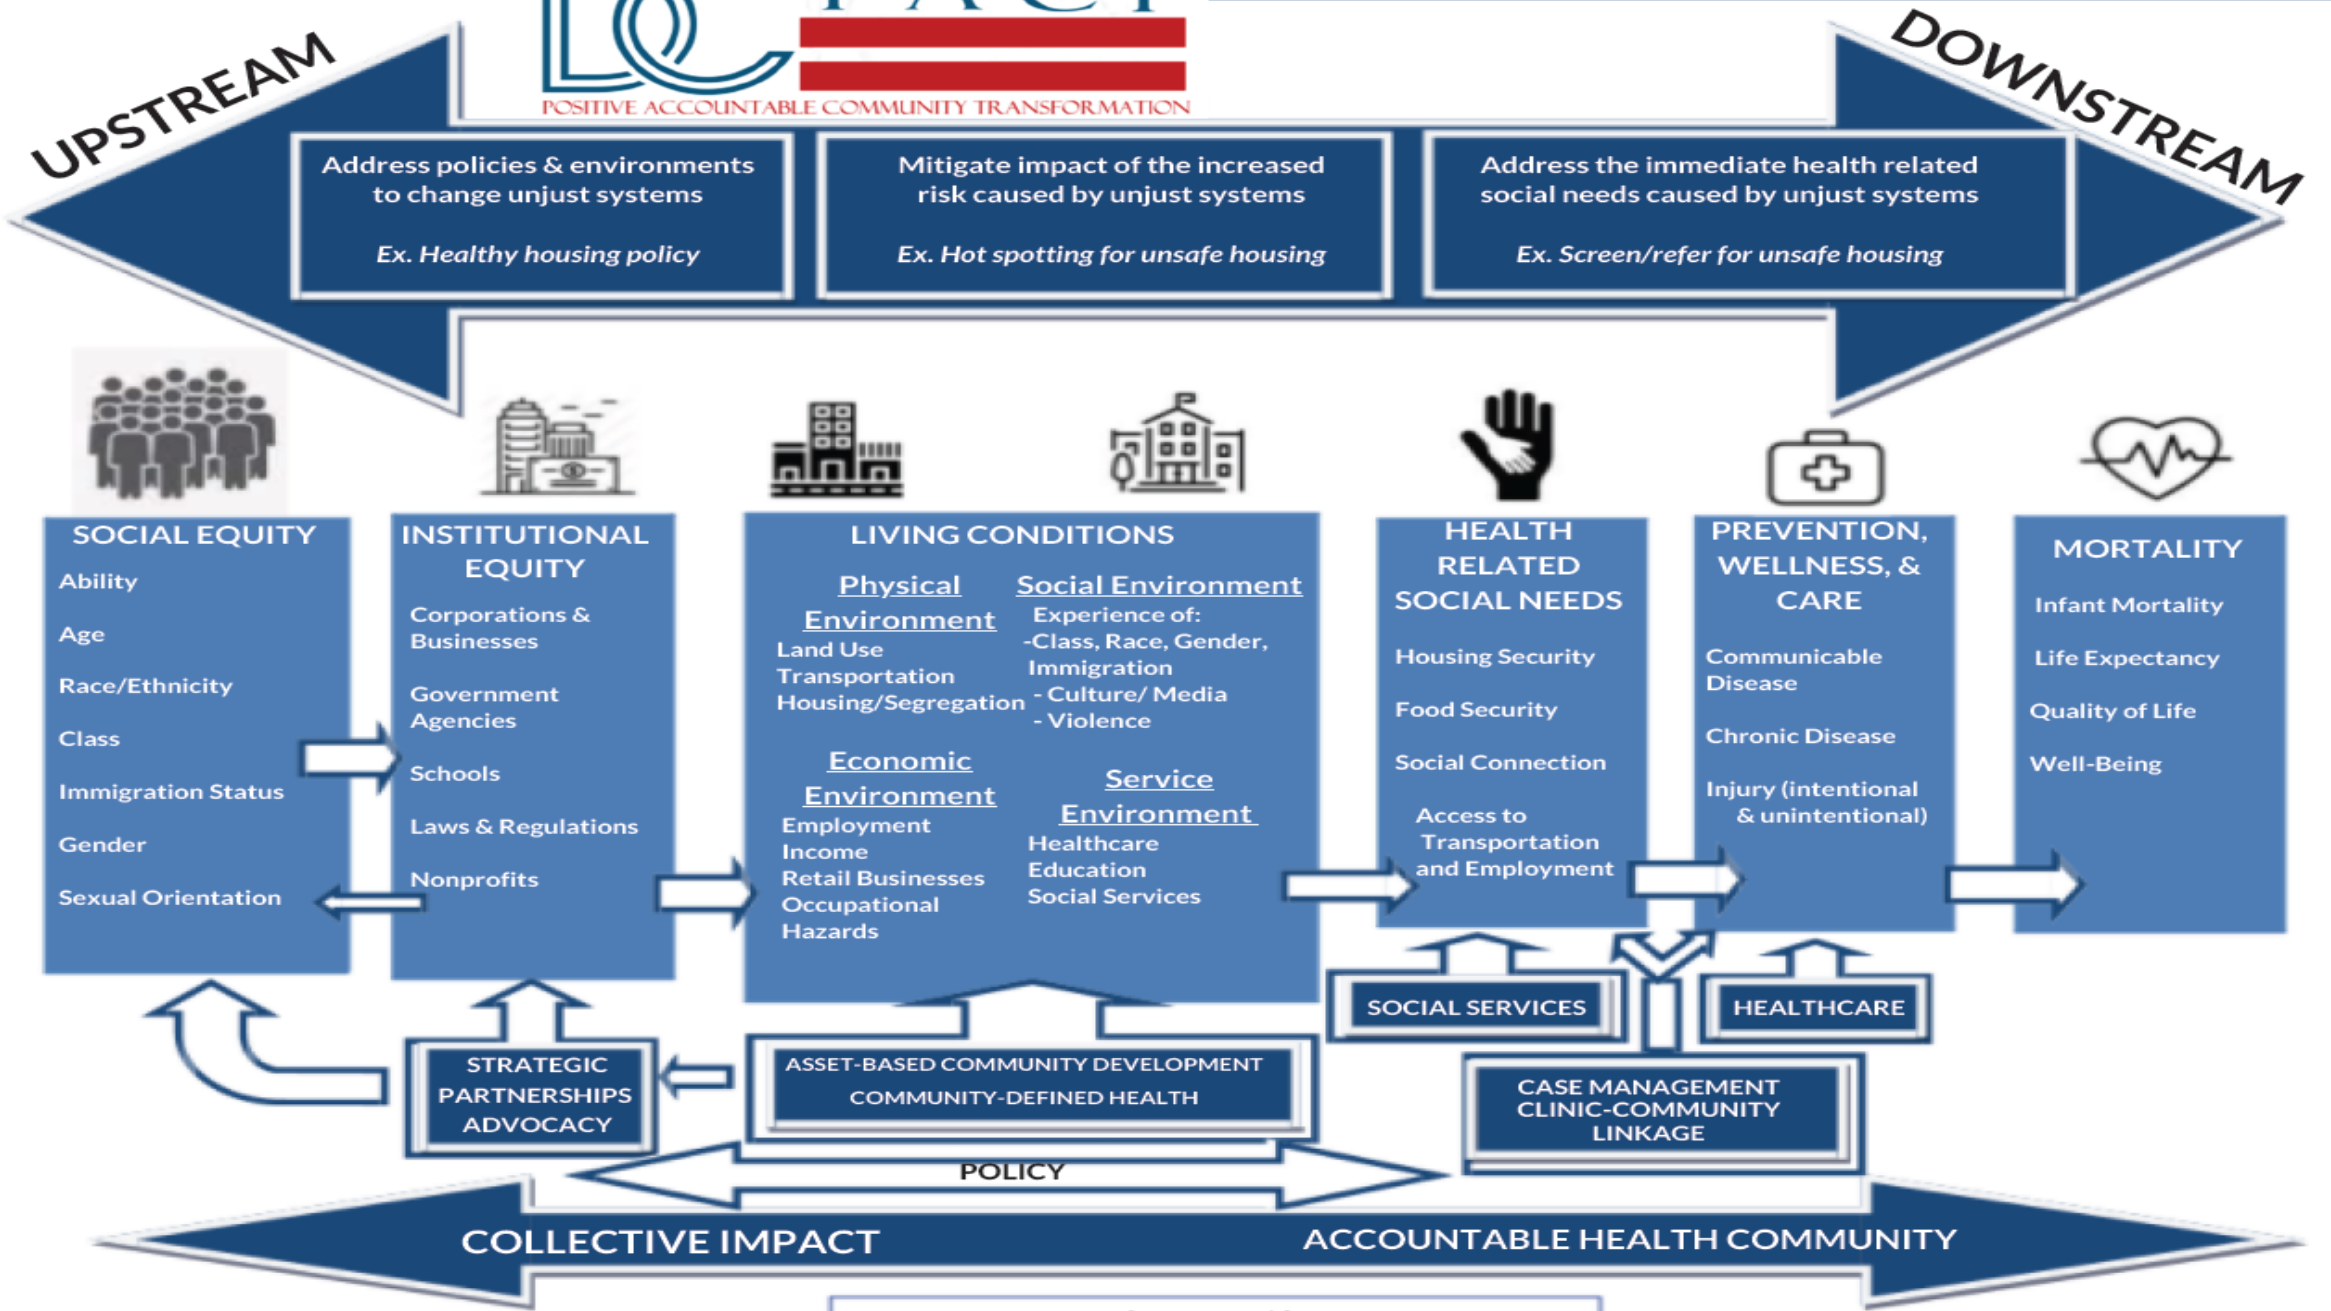 DC PACT
POSITIVE ACCOUNTABLE COMMUNITY TRANSFORMATION
UPSTREAM
DOWNSTREAM
Address policies & environments
to change unjust systems
Ex. Healthy housing policy
Mitigate impact of the increased
risk caused by unjust systems
Ex. Hot spotting for unsafe housing
Address the immediate health related
social needs caused by unjust systems
Ex. Screen/refer for unsafe housing
SOCIAL EQUITY
Ability
Age
Race/Ethnicity
Class
Immigration Status
Gender
Sexual Orientation
INSTITUTIONAL
EQUITY
Corporations &
Businesses
Government
Agencies
Schools
Laws & Regulations
Nonprofits
LIVING CONDITIONS
Physical
Environment
Land Use
Transportation
Housing/Segregation
Social Environment
Experience of:
-Class, Race, Gender,
Immigration
- Culture/ Media
- Violence
Economic
Environment
Employment
Income
Retail Businesses
Occupational
Hazards
Service
Environment
Healthcare
Education
Social Services
HEALTH
RELATED
SOCIAL NEEDS
Housing Security
Food Security
Social Connection
Access to
Transportation
and Employment
PREVENTION,
WELLNESS, &
CARE
Communicable
Disease
Chronic Disease
Injury (intentional
& unintentional)
MORTALITY
Infant Mortality
Life Expectancy
Quality of Life
Well-Being
STRATEGIC
PARTNERSHIPS
ADVOCACY
ASSET-BASED COMMUNITY DEVELOPMENT
COMMUNITY-DEFINED HEALTH
SOCIAL SERVICES
HEALTHCARE
CASE MANAGEMENT
CLINIC-COMMUNITY
LINKAGE
POLICY
COLLECTIVE IMPACT
ACCOUNTABLE HEALTH COMMUNITY